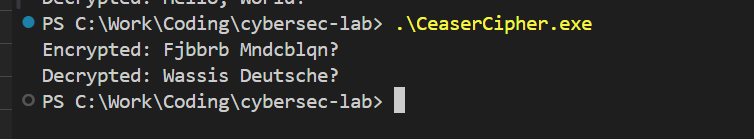 Decrypted: Hello, World!
PS C:\Work\Coding\cybersec-lab> .\CeaserCipher.exe
Encrypted: Fjbbrb Mndcblqn?
Decrypted: Wassis Deutsche?
PS C:\Work\Coding\cybersec-lab>